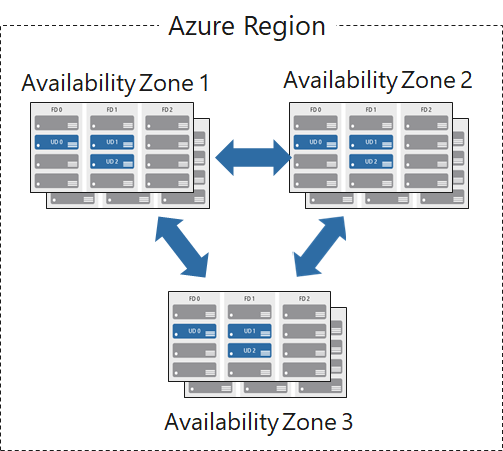 Azure Region
Availability Zone 1
Availability Zone 2
FD 0 FD 1 FD 2
UD 0 UD 1
UD 2
FD 0 FD 1 FD 2
UD 0 UD 1
UD 2
FD 0 FD 1 FD 2
UD 0 UD 1
UD 2
Availability Zone 3